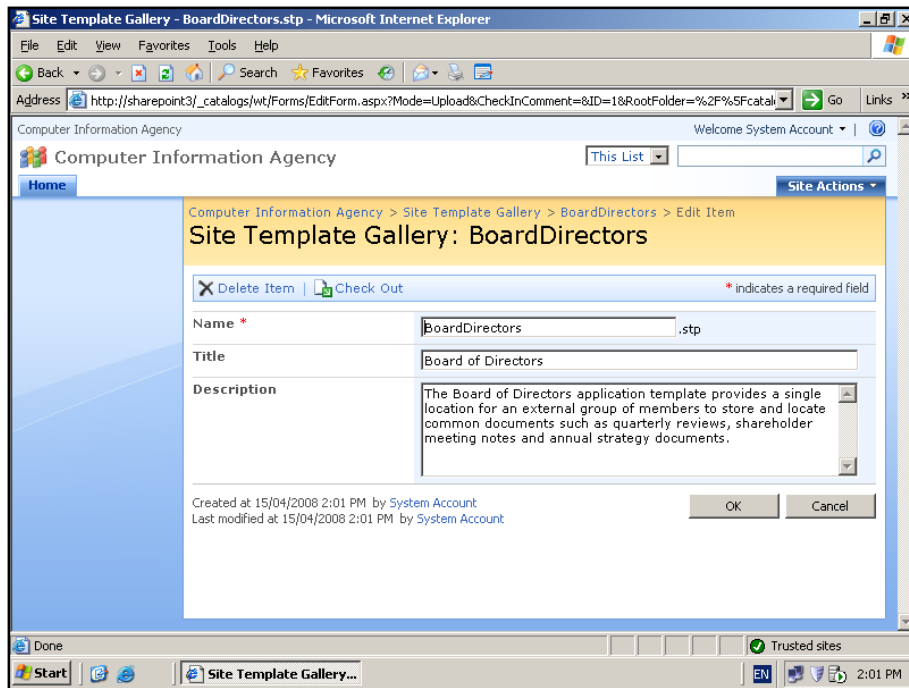 Site Template Gallery - BoardDirectors.stp - Microsoft Internet Explorer
File Edit View Favorites Tools Help
Back Search Favorites
Address http://sharepoint3/_catalogs/wt/Forms/EditForm.aspx?Mode=Upload&CheckInComment=&ID=1&RootFolder=%2F%5Fcatal Go Links »
Computer Information Agency Welcome System Account
Computer Information Agency This List
Home Site Actions
Computer Information Agency > Site Template Gallery > BoardDirectors > Edit Item
Site Template Gallery: BoardDirectors
Delete Item | Check Out * indicates a required field
Name * BoardDirectors .stp
Title Board of Directors
Description The Board of Directors application template provides a single
location for an external group of members to store and locate
common documents such as quarterly reviews, shareholder
meeting notes and annual strategy documents.
Created at 15/04/2008 2:01 PM by System Account
Last modified at 15/04/2008 2:01 PM by System Account
OK Cancel
Done Trusted sites
Start Site Template Gallery... EN 2:01 PM